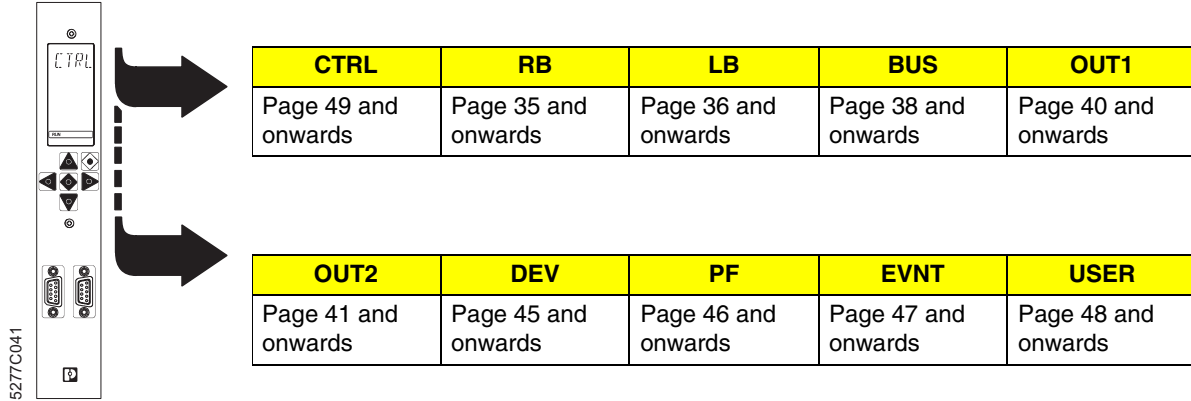 CTRL
RUN
CTRL RB LB BUS OUT1
Page 49 and onwards Page 35 and onwards Page 36 and onwards Page 38 and onwards Page 40 and onwards
OUT2 DEV PF EVNT USER
Page 41 and onwards Page 45 and onwards Page 46 and onwards Page 47 and onwards Page 48 and onwards
5277C041